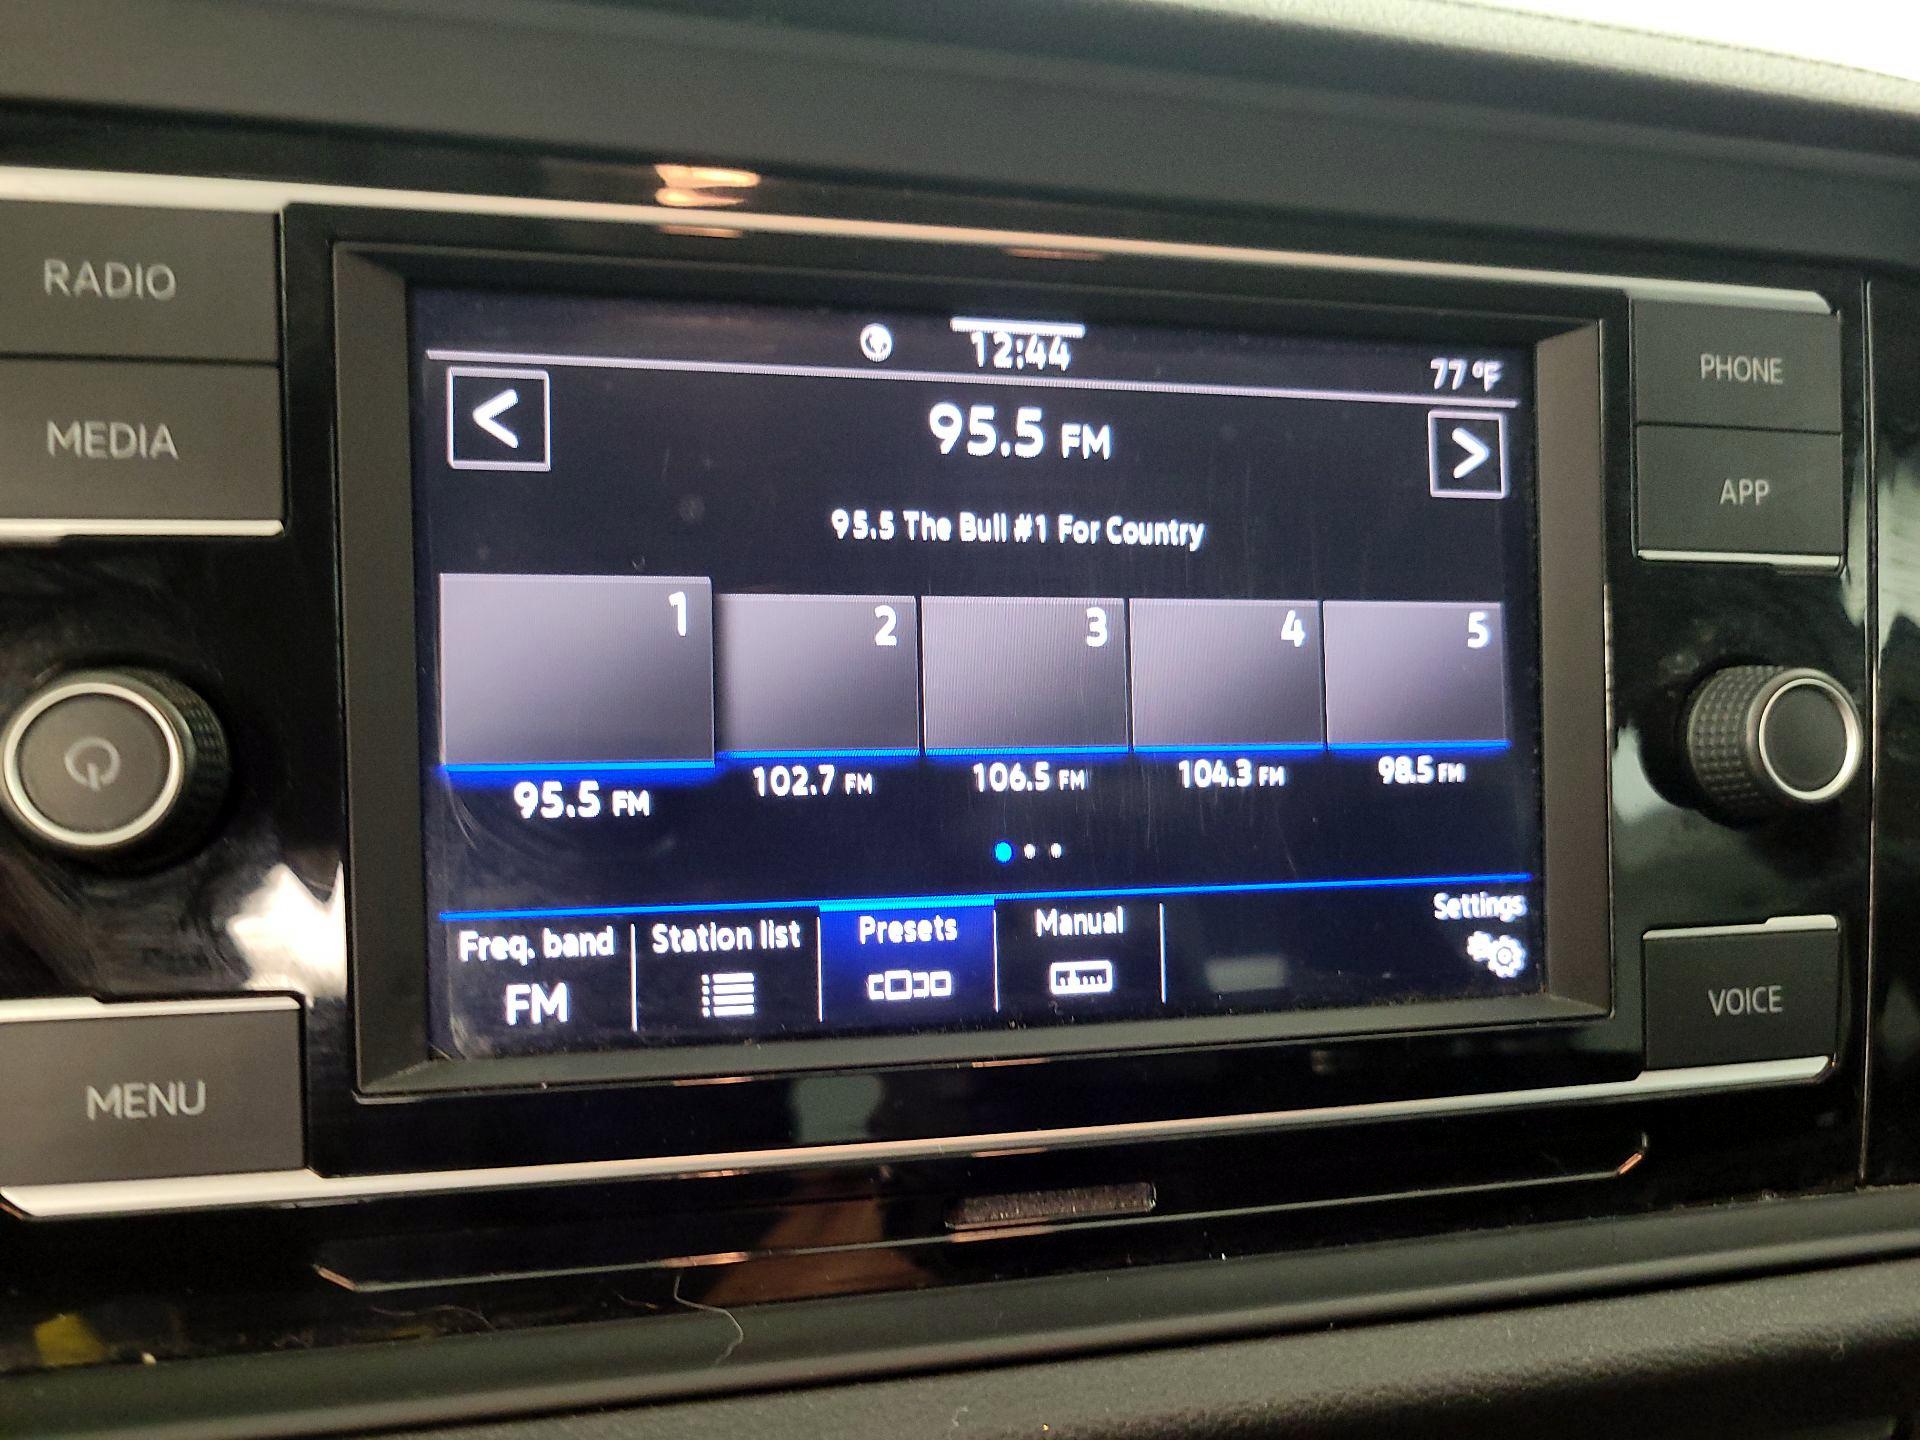 RADIO
MEDIA
MENU
12:44
77 °F
<
95.5 FM
>
95.5 The Bull #1 For Country
1 2 3 4 5
95.5 FM 102.7 FM 106.5 FM 104.3 FM 98.5 FM
Freq. band Station list Presets Manual Settings
FM
PHONE
APP
VOICE